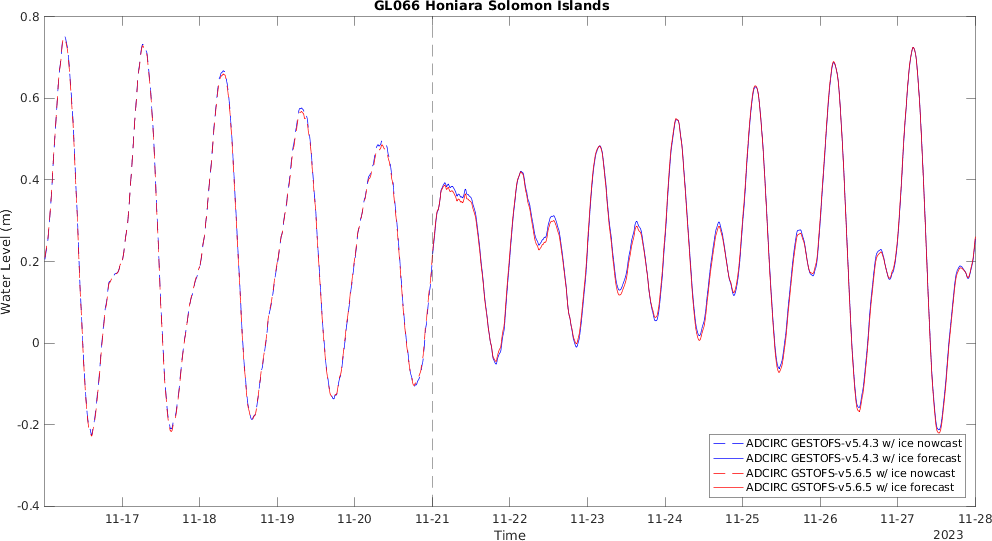 GL066 Honiara Solomon Islands
Water Level (m)
0.8
0.6
0.4
0.2
0
-0.2
-0.4
11-17
11-18
11-19
11-20
11-21
11-22
11-23
11-24
11-25
11-26
11-27
11-28
Time
2023
ADCIRC GESTOFS-v5.4.3 w/ ice nowcast
ADCIRC GESTOFS-v5.4.3 w/ ice forecast
ADCIRC GSTOFS-v5.6.5 w/ ice nowcast
ADCIRC GSTOFS-v5.6.5 w/ ice forecast